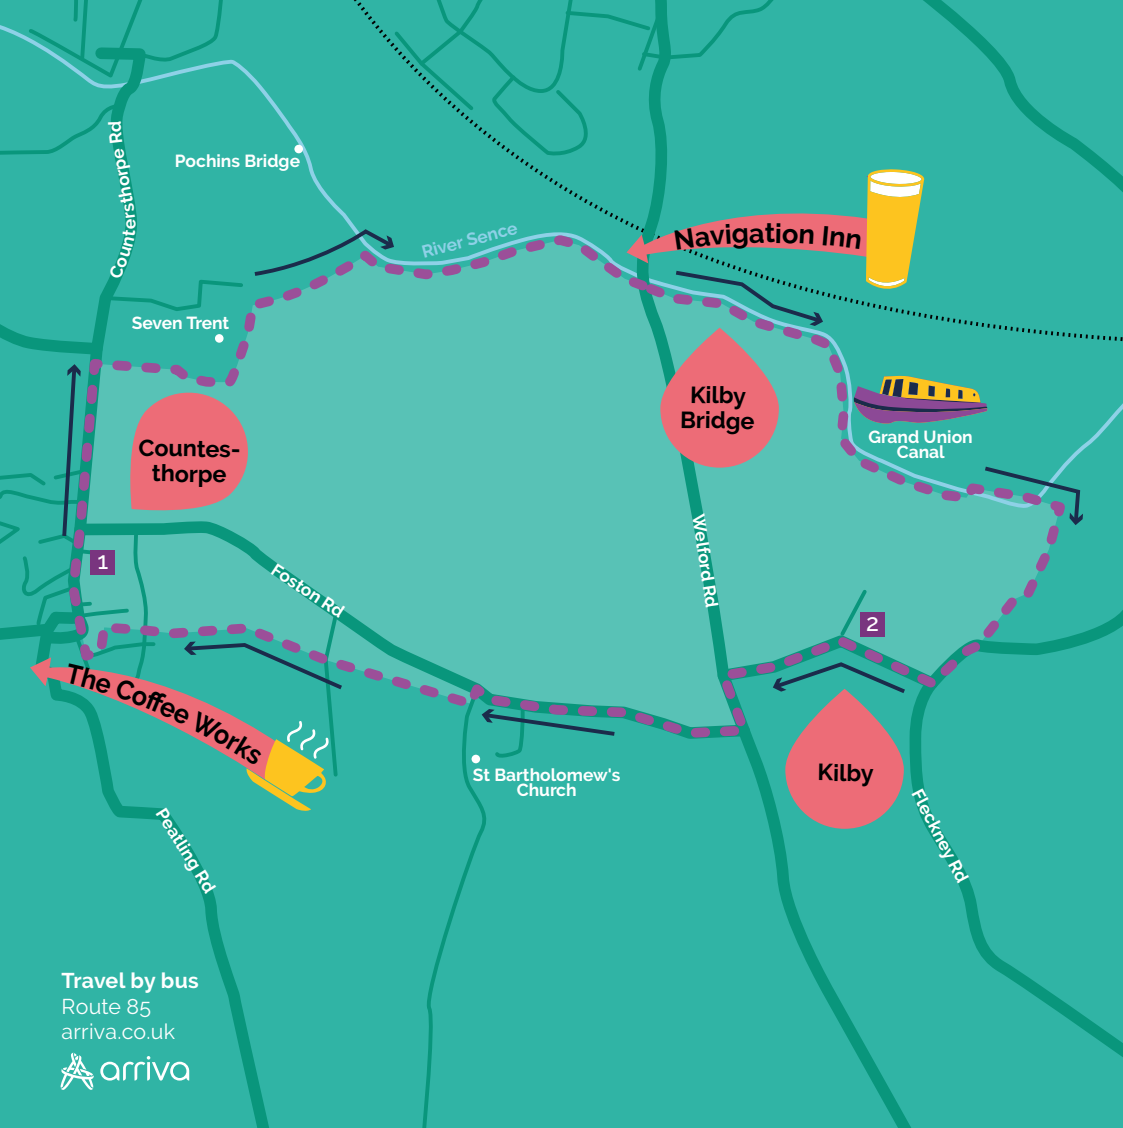 Countersthorpe Rd
Pochins Bridge
River Sence
Navigation Inn
Seven Trent
Kilby
Bridge
Countes-
thorpe
Grand Union
Canal
1
Foston Rd
Welford Rd
2
The Coffee Works
St Bartholomew's
Church
Kilby
Peatling Rd
Fleckney Rd
Travel by bus
Route 85
arriva.co.uk
arriva